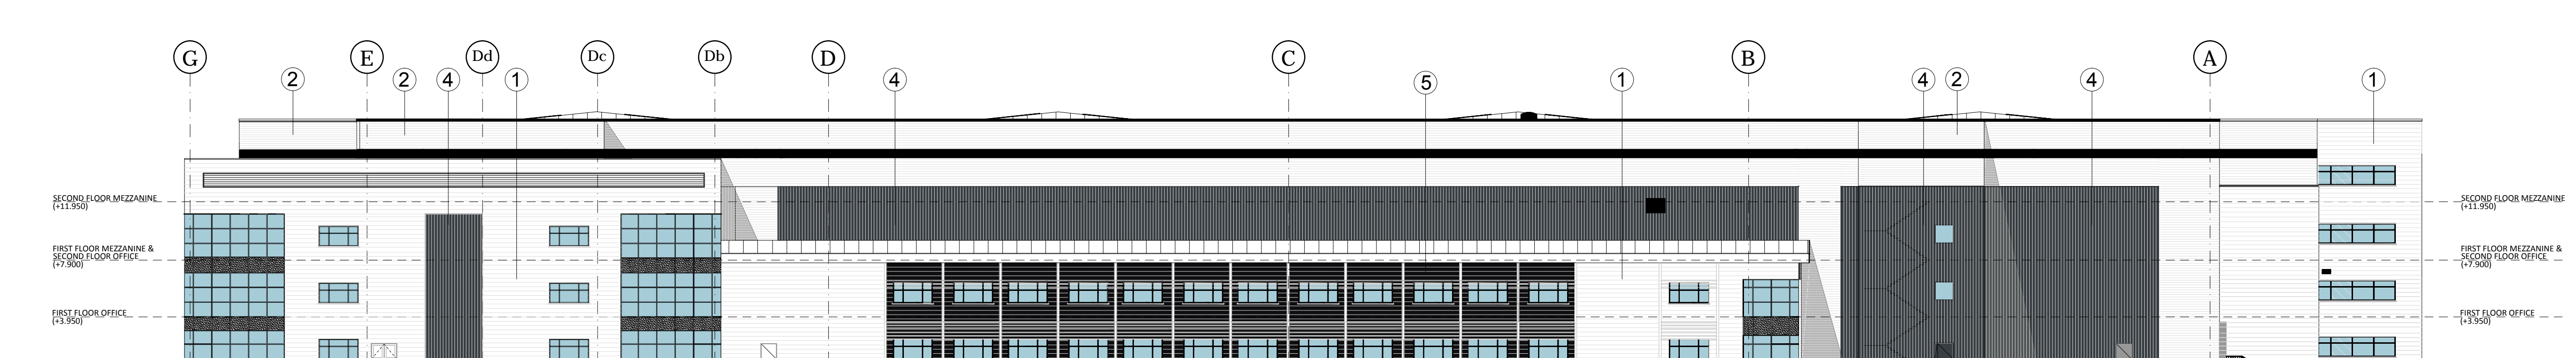 G E Dd Dc Db D C B A
2 2 4 1 4 5 1 4 2 4 1
SECOND FLOOR MEZZANINE
(+11.950)
FIRST FLOOR MEZZANINE &
SECOND FLOOR OFFICE
(+7.900)
FIRST FLOOR OFFICE
(+3.950)
SECOND FLOOR MEZZANINE
(+11.950)
FIRST FLOOR MEZZANINE &
SECOND FLOOR OFFICE
(+7.900)
FIRST FLOOR OFFICE
(+3.950)